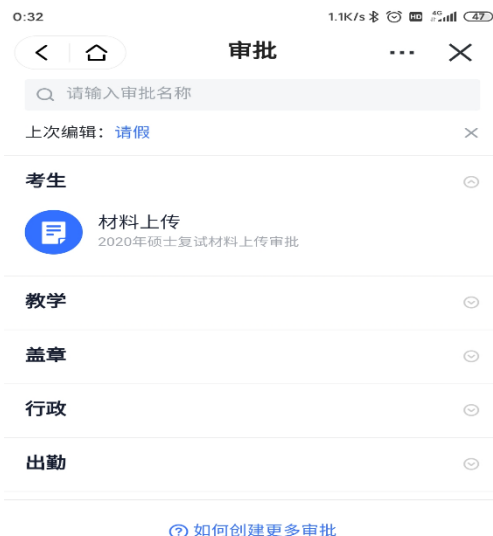 0:32
1.1K/s HD 4G 47
审批
请输入审批名称
上次编辑：请假
考生
材料上传
2020年硕士复试材料上传审批
教学
盖章
行政
出勤
如何创建更多审批